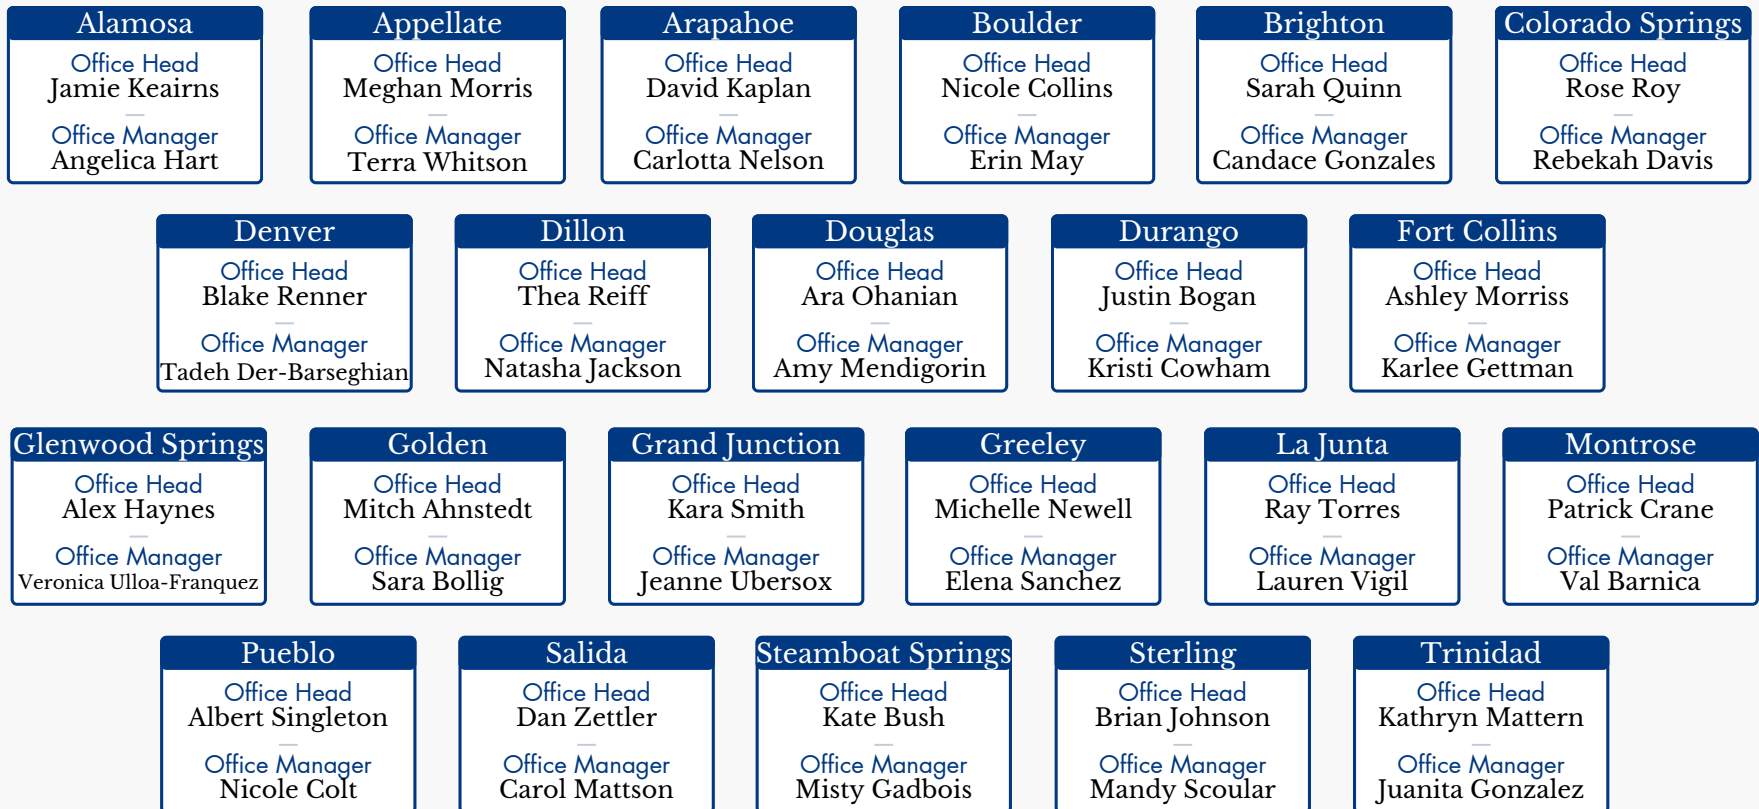 Alamosa
Office Head
Jamie Keairns
Office Manager
Angelica Hart
Appellate
Office Head
Meghan Morris
Office Manager
Terra Whitson
Arapahoe
Office Head
David Kaplan
Office Manager
Carlotta Nelson
Boulder
Office Head
Nicole Collins
Office Manager
Erin May
Brighton
Office Head
Sarah Quinn
Office Manager
Candace Gonzales
Colorado Springs
Office Head
Rose Roy
Office Manager
Rebekah Davis
Denver
Office Head
Blake Renner
Office Manager
Tadeh Der-Barseghian
Dillon
Office Head
Thea Reiff
Office Manager
Natasha Jackson
Douglas
Office Head
Ara Ohanian
Office Manager
Amy Mendigorin
Durango
Office Head
Justin Bogan
Office Manager
Kristi Cowham
Fort Collins
Office Head
Ashley Morriss
Office Manager
Karlee Gettman
Glenwood Springs
Office Head
Alex Haynes
Office Manager
Veronica Ulloa-Franquez
Golden
Office Head
Mitch Ahnstedt
Office Manager
Sara Bollig
Grand Junction
Office Head
Kara Smith
Office Manager
Jeanne Ubersox
Greeley
Office Head
Michelle Newell
Office Manager
Elena Sanchez
La Junta
Office Head
Ray Torres
Office Manager
Lauren Vigil
Montrose
Office Head
Patrick Crane
Office Manager
Val Barnica
Pueblo
Office Head
Albert Singleton
Office Manager
Nicole Colt
Salida
Office Head
Dan Zettler
Office Manager
Carol Mattson
Steamboat Springs
Office Head
Kate Bush
Office Manager
Misty Gadbois
Sterling
Office Head
Brian Johnson
Office Manager
Mandy Scoular
Trinidad
Office Head
Kathryn Mattern
Office Manager
Juanita Gonzalez